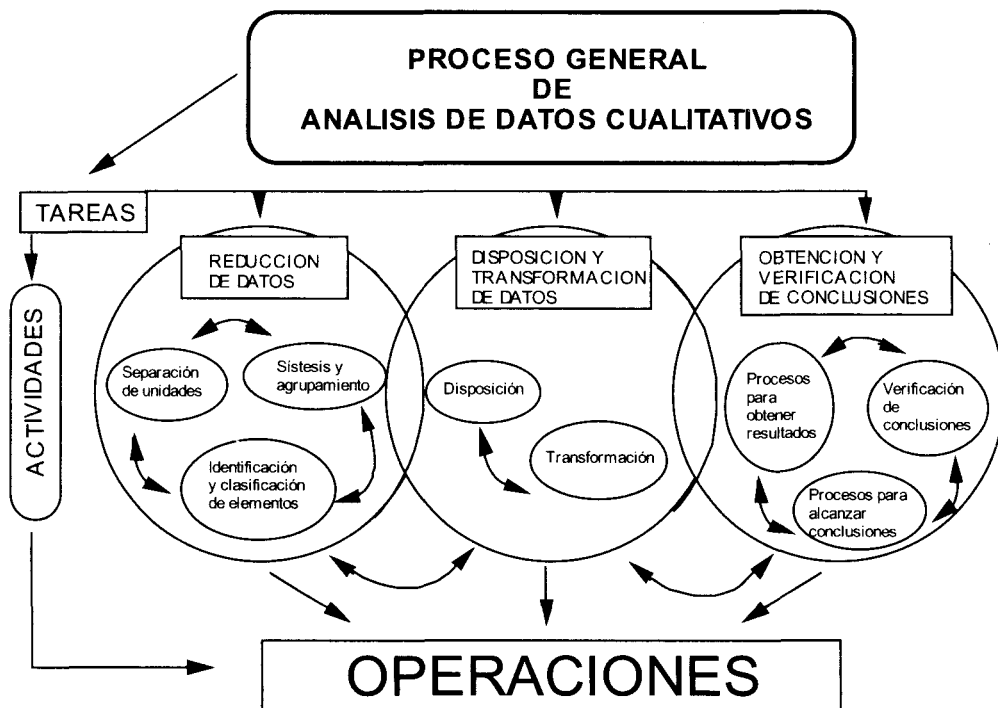 PROCESO GENERAL
DE
ANALISIS DE DATOS CUALITATIVOS
TAREAS
REDUCCION
DE DATOS
DISPOSICION Y
TRANSFORMACION
DE DATOS
OBTENCION Y
VERIFICACION
DE CONCLUSIONES
ACTIVIDADES
Separación
de unidades
Sístesis y
agrupamiento
Identificación
y clasificación
de elementos
Disposición
Transformación
Procesos
para
obtener
resultados
Verificación
de
conclusiones
Procesos para
alcanzar
conclusiones
OPERACIONES